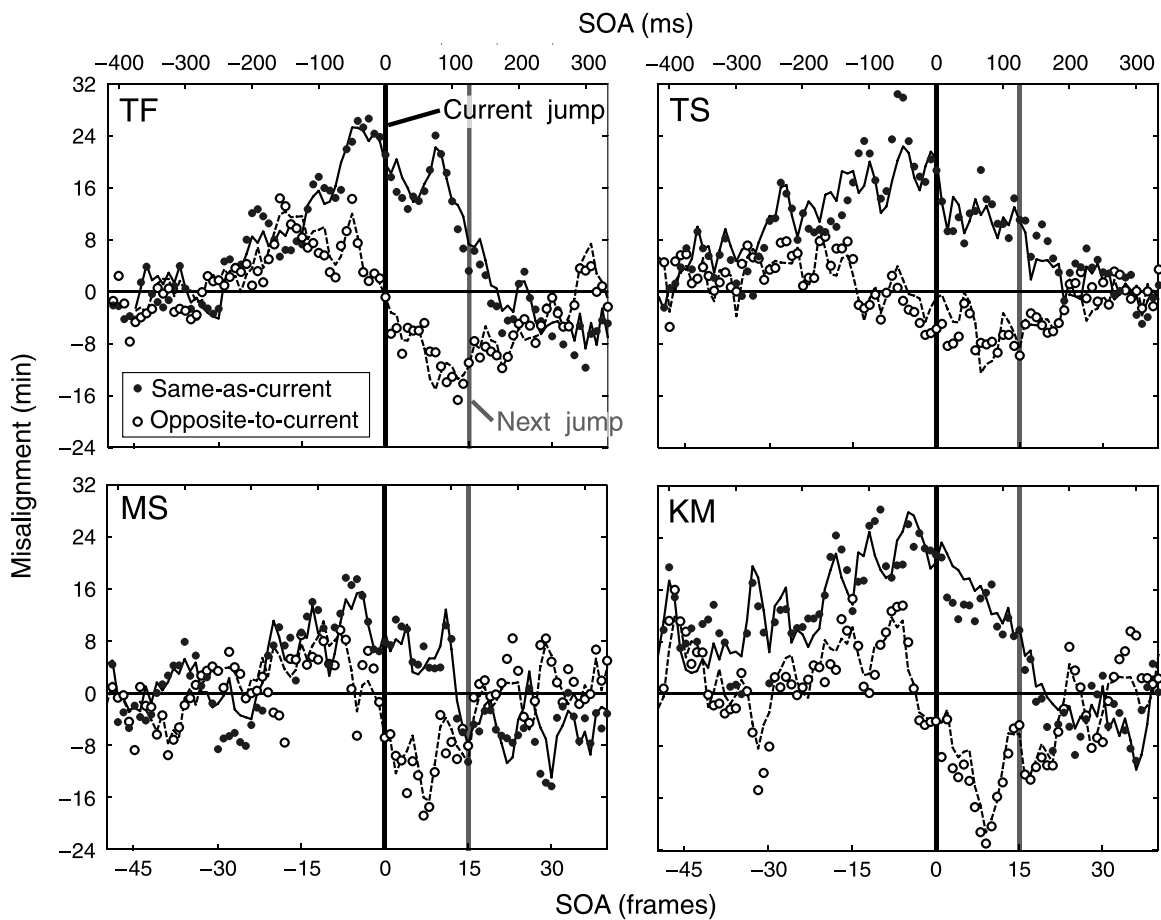 SOA (ms)
−400 −300 −200 −100 0 100 200 300
−400 −300 −200 −100 0 100 200 300
32
24
16
8
0
−8
−16
−24
TF
Current jump
Same-as-current
Opposite-to-current
Next jump
TS
Misalignment (min)
32
24
16
8
0
−8
−16
−24
MS
KM
−45 −30 −15 0 15 30
−45 −30 −15 0 15 30
SOA (frames)